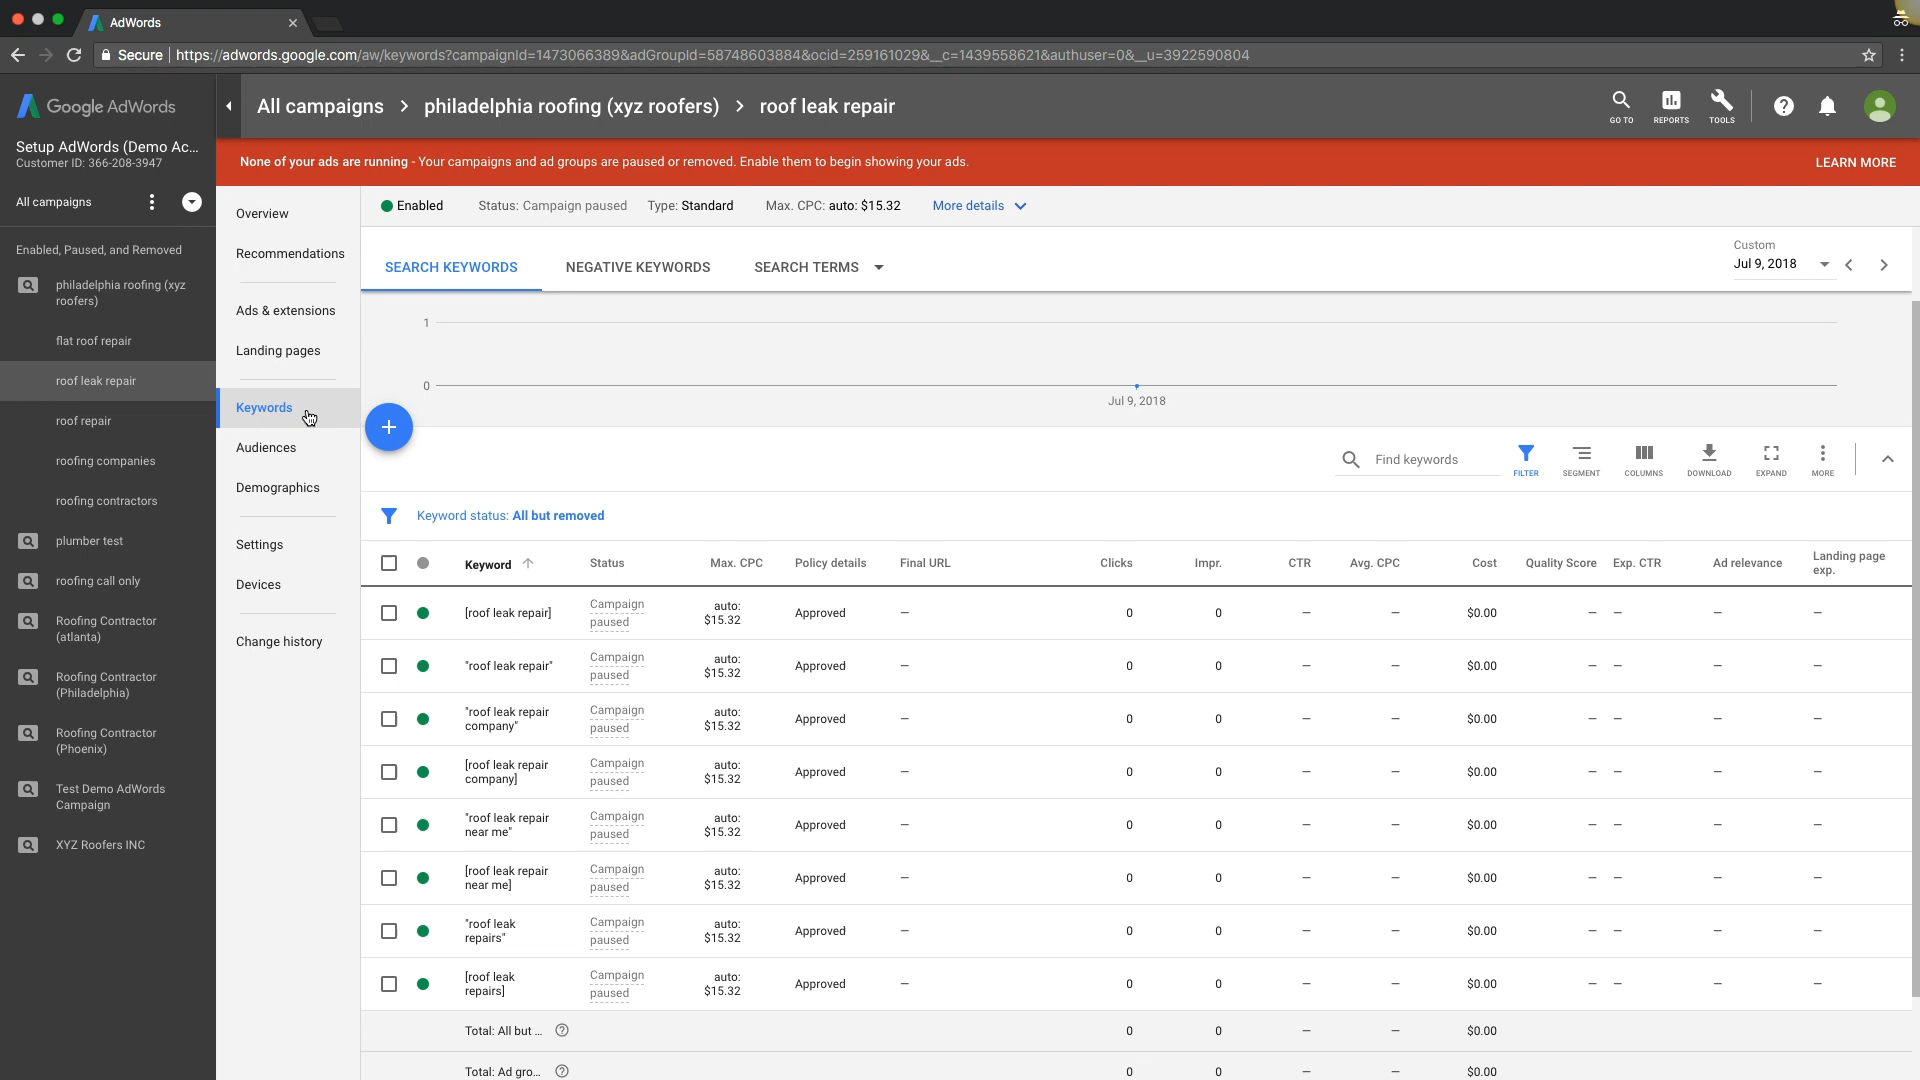 AdWords
Secure
https://adwords.google.com/aw/keywords?campaignId=1473066389&adGroupId=58748603884&ocid=259161029&__c=1439558621&authuser=0&__u=3922590804
Google AdWords
All campaigns > philadelphia roofing (xyz roofers) > roof leak repair
GO TO
REPORTS
TOOLS
Setup AdWords (Demo Ac...
Customer ID: 366-208-3947
None of your ads are running - Your campaigns and ad groups are paused or removed. Enable them to begin showing your ads.
LEARN MORE
All campaigns
Enabled, Paused, and Removed
philadelphia roofing (xyz
roofers)
flat roof repair
roof leak repair
roof repair
roofing companies
roofing contractors
plumber test
roofing call only
Roofing Contractor
(atlanta)
Roofing Contractor
(Philadelphia)
Roofing Contractor
(Phoenix)
Test Demo AdWords
Campaign
XYZ Roofers INC
Overview
Recommendations
Ads & extensions
Landing pages
Keywords
Audiences
Demographics
Settings
Devices
Change history
Enabled Status: Campaign paused Type: Standard Max. CPC: auto: $15.32 More details
SEARCH KEYWORDS NEGATIVE KEYWORDS SEARCH TERMS
Custom
Jul 9, 2018
1
0
Jul 9, 2018
Find keywords
FILTER
SEGMENT
COLUMNS
DOWNLOAD
EXPAND
MORE
Keyword status: All but removed
Keyword Status Max. CPC Policy details Final URL Clicks Impr. CTR Avg. CPC Cost Quality Score Exp. CTR Ad relevance Landing page
exp.
[roof leak repair] Campaign paused auto: $15.32 Approved — 0 0 — — $0.00 — — — —
"roof leak repair" Campaign paused auto: $15.32 Approved — 0 0 — — $0.00 — — — —
"roof leak repair company" Campaign paused auto: $15.32 Approved — 0 0 — — $0.00 — — — —
[roof leak repair company] Campaign paused auto: $15.32 Approved — 0 0 — — $0.00 — — — —
"roof leak repair near me" Campaign paused auto: $15.32 Approved — 0 0 — — $0.00 — — — —
[roof leak repair near me] Campaign paused auto: $15.32 Approved — 0 0 — — $0.00 — — — —
"roof leak repairs" Campaign paused auto: $15.32 Approved — 0 0 — — $0.00 — — — —
[roof leak repairs] Campaign paused auto: $15.32 Approved — 0 0 — — $0.00 — — — —
Total: All but ... 0 0 — — $0.00
Total: Ad gro... 0 0 — — $0.00